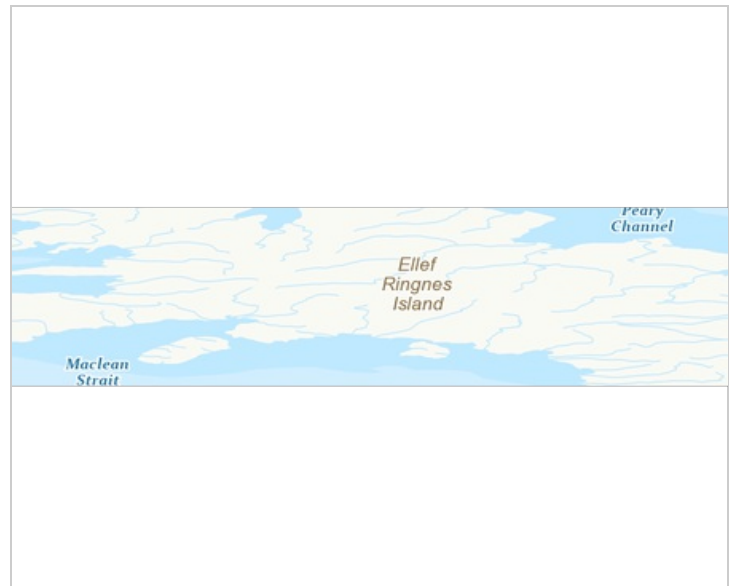 Peary
Channel
Ellef
Ringnes
Island
Maclean
Strait